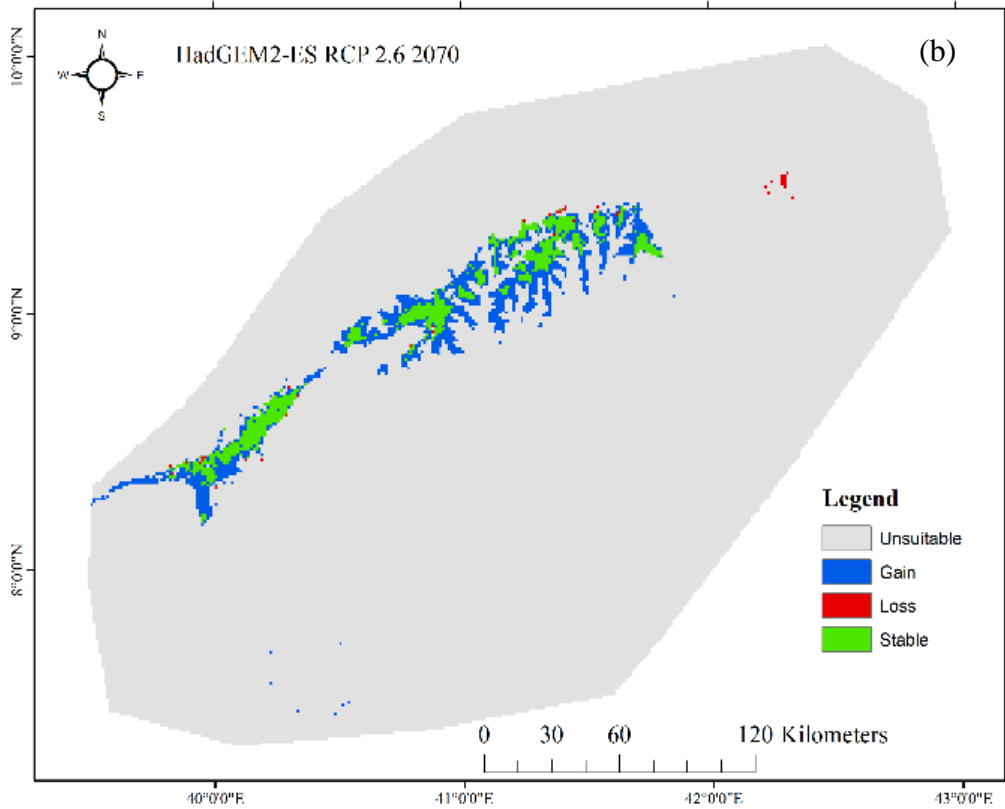 HadGEM2-ES RCP 2.6 2070
(b)
N
W E
S
10°0'0"N
9°0'0"N
8°0'0"N
Legend
Unsuitable
Gain
Loss
Stable
0 30 60 120 Kilometers
40°0'0"E 41°0'0"E 42°0'0"E 43°0'0"E